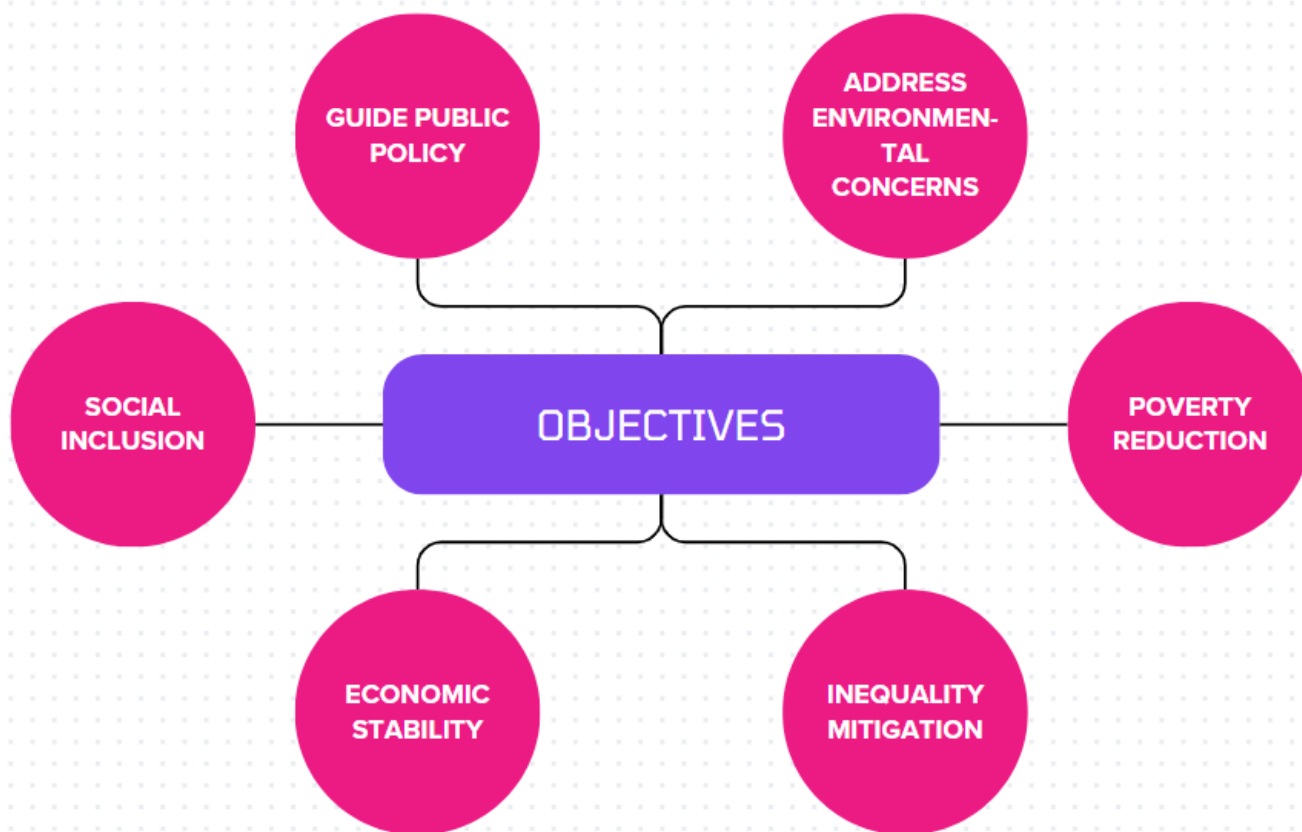 GUIDE PUBLIC
POLICY
ADDRESS
ENVIRONMEN-
TAL
CONCERNS
SOCIAL
INCLUSION
OBJECTIVES
POVERTY
REDUCTION
ECONOMIC
STABILITY
INEQUALITY
MITIGATION